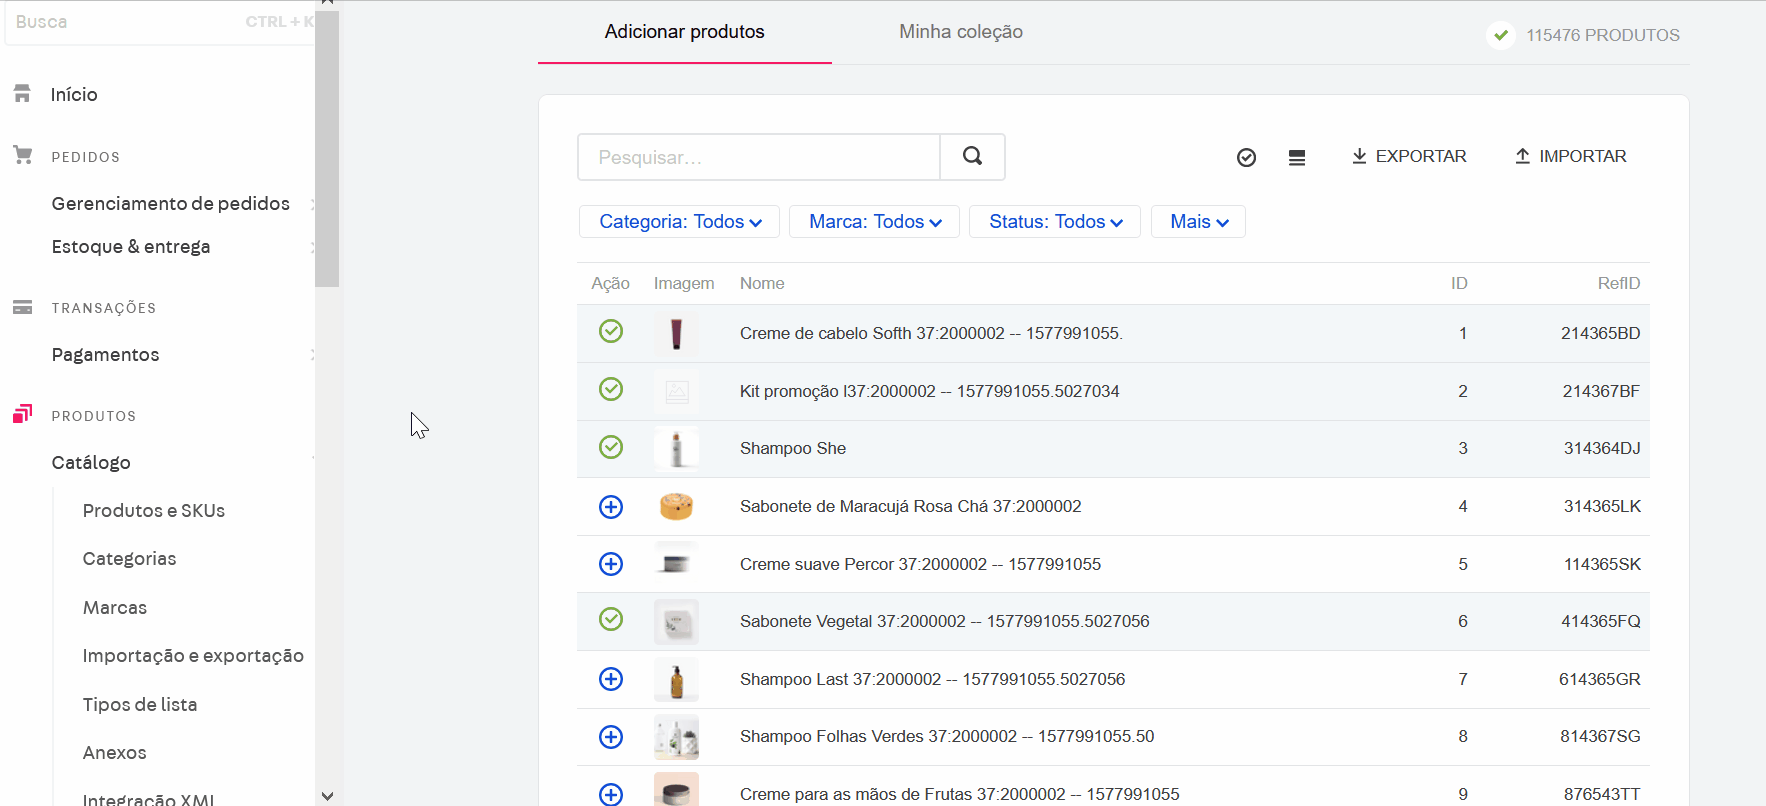 Busca CTRL + K
Início
PEDIDOS
Gerenciamento de pedidos
Estoque & entrega
TRANSAÇÕES
Pagamentos
PRODUTOS
Catálogo
Produtos e SKUs
Categorias
Marcas
Importação e exportação
Tipos de lista
Anexos
Integração XML
Adicionar produtos Minha coleção 115476 PRODUTOS
Pesquisar... EXPORTAR IMPORTAR
Categoria: Todos Marca: Todos Status: Todos Mais
Ação Imagem Nome ID RefID
Creme de cabelo Softh 37:2000002 -- 1577991055. 1 214365BD
Kit promoção l37:2000002 -- 1577991055.5027034 2 214367BF
Shampoo She 3 314364DJ
Sabonete de Maracujá Rosa Chá 37:2000002 4 314365LK
Creme suave Percor 37:2000002 -- 1577991055 5 114365SK
Sabonete Vegetal 37:2000002 -- 1577991055.5027056 6 414365FQ
Shampoo Last 37:2000002 -- 1577991055.5027056 7 614365GR
Shampoo Folhas Verdes 37:2000002 -- 1577991055.50 8 814367SG
Creme para as mãos de Frutas 37:2000002 -- 1577991055 9 876543TT